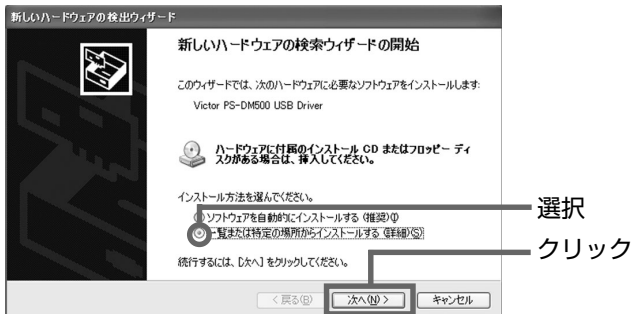 新しいハードウェアの検出ウィザード
新しいハードウェアの検索ウィザードの開始
このウィザードでは、次のハードウェアに必要なソフトウェアをインストールします:
Victor PS-DM500 USB Driver
ハードウェアに付属のインストール CD またはフロッピー ディ
スクがある場合は、挿入してください。
インストール方法を選んでください。
ソフトウェアを自動的にインストールする (推奨)(I)
一覧または特定の場所からインストールする (詳細)(S)
選択
続行するには、[次へ] をクリックしてください。
クリック
< 戻る(B)
次へ(N) >
キャンセル